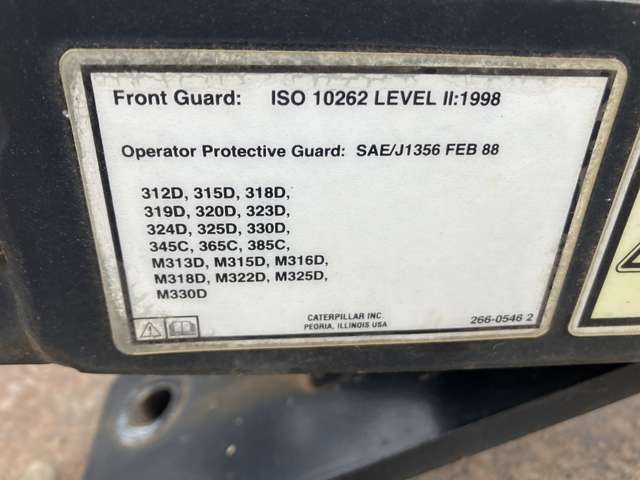 Front Guard: ISO 10262 LEVEL II:1998
Operator Protective Guard: SAE/J1356 FEB 88
312D, 315D, 318D,
319D, 320D, 323D,
324D, 325D, 330D,
345C, 365C, 385C,
M313D, M315D, M316D,
M318D, M322D, M325D,
M330D
CATERPILLAR INC.
PEORIA, ILLINOIS USA
266-0546 2